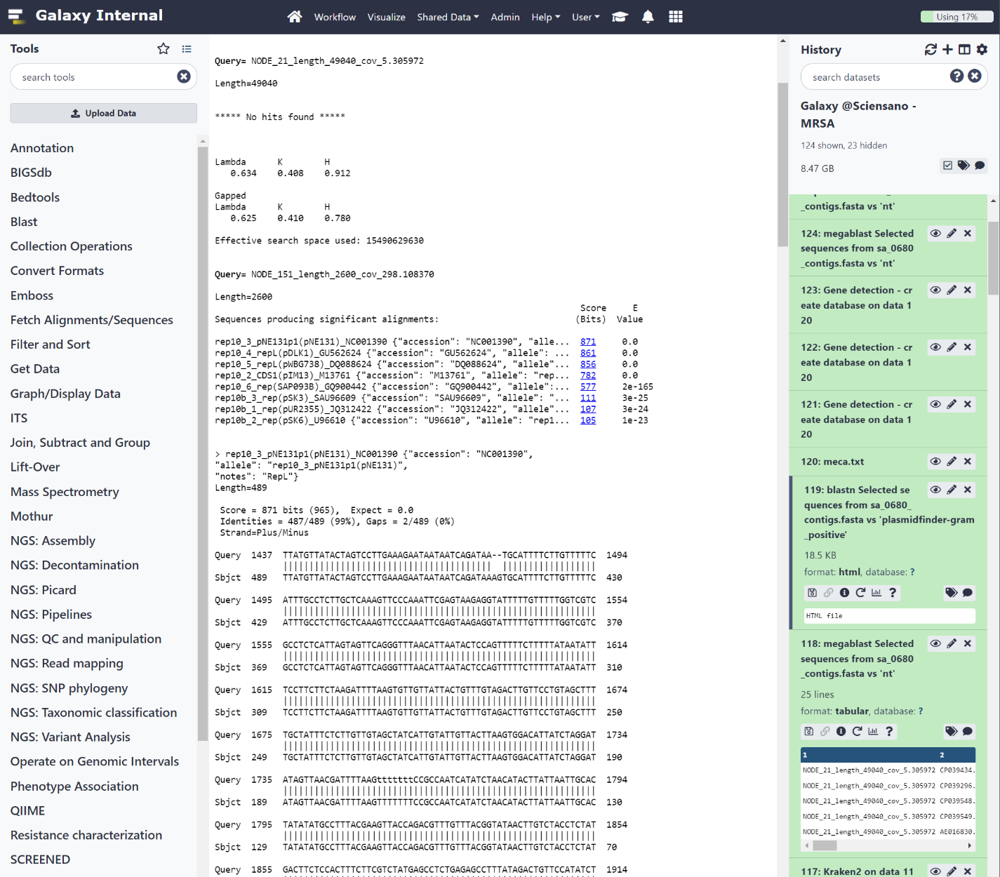 Galaxy Internal
Workflow Visualize Shared Data Admin Help User
Using 17%
Tools
search tools
Upload Data
Annotation
BIGSdb
Bedtools
Blast
Collection Operations
Convert Formats
Emboss
Fetch Alignments/Sequences
Filter and Sort
Get Data
Graph/Display Data
ITS
Join, Subtract and Group
Lift-Over
Mass Spectrometry
Mothur
NGS: Assembly
NGS: Decontamination
NGS: Picard
NGS: Pipelines
NGS: QC and manipulation
NGS: Read mapping
NGS: SNP phylogeny
NGS: Taxonomic classification
NGS: Variant Analysis
Operate on Genomic Intervals
Phenotype Association
QIIME
Resistance characterization
SCREENED
Query= NODE_21_length_49040_cov_5.305972
Length=49040
***** No hits found *****
Lambda K H
0.634 0.408 0.912
Gapped
Lambda K H
0.625 0.410 0.780
Effective search space used: 15490629630
Query= NODE_151_length_2600_cov_298.108370
Length=2600
Score E
Sequences producing significant alignments: (Bits) Value
rep10_3_pNE131p1(pNE131)_NC001390 {"accession": "NC001390", "alle... 871 0.0
rep10_4_repL(pDLK1)_GU562624 {"accession": "GU562624", "allele": ... 861 0.0
rep10_5_repL(pWBG738)_DQ088624 {"accession": "DQ088624", "allele"... 856 0.0
rep10_2_CDS1(pIM13)_M13761 {"accession": "M13761", "allele": "rep... 782 0.0
rep10_6_rep(SAP093B)_GQ900442 {"accession": "GQ900442", "allele":... 577 2e-165
rep10b_3_rep(pSK3)_SAU96609 {"accession": "SAU96609", "allele": "... 111 3e-25
rep10b_1_rep(pUR2355)_JQ312422 {"accession": "JQ312422", "allele"... 107 3e-24
rep10b_2_rep(pSK6)_U96610 {"accession": "U96610", "allele": "rep1... 105 1e-23
> rep10_3_pNE131p1(pNE131)_NC001390 {"accession": "NC001390",
"allele": "rep10_3_pNE131p1(pNE131)",
"notes": "RepL"}
Length=489
Score = 871 bits (965), Expect = 0.0
Identities = 487/489 (99%), Gaps = 2/489 (0%)
Strand=Plus/Minus
Query 1437 TTATGTTATACTAGTCCTTGAAAGAATAATAATCAGATAA--TGCATTTTCTTGTTTTTC 1494
Sbjct 489 TTATGTTATACTAGTCCTTGAAAGAATAATAATCAGATAAAGTGCATTTTCTTGTTTTTC 430
Query 1495 ATTTGCCTCTTGCTCAAAGTTCCCAAATTCGAGTAAGAGGTATTTTTGTTTTTGGTCGTC 1554
Sbjct 429 ATTTGCCTCTTGCTCAAAGTTCCCAAATTCGAGTAAGAGGTATTTTTGTTTTTGGTCGTC 370
Query 1555 GCCTCTCATTAGTAGTTCAGGGTTTAACATTAATACTCCAGTTTTTCTTTTTATAATATT 1614
Sbjct 369 GCCTCTCATTAGTAGTTCAGGGTTTAACATTAATACTCCAGTTTTTCTTTTTATAATATT 310
Query 1615 TCCTTCTTCTAAGATTTTAAGTGTTGTTATTACTGTTTGTAGACTTGTTCCTGTAGCTTT 1674
Sbjct 309 TCCTTCTTCTAAGATTTTAAGTGTTGTTATTACTGTTTGTAGACTTGTTCCTGTAGCTTT 250
Query 1675 TGCTATTTCTCTTGTTGTAGCTATCATTGTATTGTTACTTAAGTGGACATTATCTAGGAT 1734
Sbjct 249 TGCTATTTCTCTTGTTGTAGCTATCATTGTATTGTTACTTAAGTGGACATTATCTAGGAT 190
Query 1735 ATAGTTAACGATTTTAAGtttttttCCGCCAATCATATCTAACATACTTATTAATTGCAC 1794
Sbjct 189 ATAGTTAACGATTTTAAGTTTTTTTCCGCCAATCATATCTAACATACTTATTAATTGCAC 130
Query 1795 TATATATGCCTTTACGAAGTTACCAGACGTTTGTTTACGGTATAACTTGTCTACCTCTAT 1854
Sbjct 129 TATATATGCCTTTACGAAGTTACCAGACGTTTGTTTACGGTATAACTTGTCTACCTCTAT 70
Query 1855 GACTTCTCCACTTTCTTCGTCTATGAGCCTCTGAGAGCCTTTATAGACTGTTCCATATCT 1914
History
search datasets
Galaxy @Sciensano -
MRSA
124 shown, 23 hidden
8.47 GB
_contigs.fasta vs 'nt'
124: megablast Selected
sequences from sa_0680
_contigs.fasta vs 'nt'
123: Gene detection - cr
eate database on data 1
20
122: Gene detection - cr
eate database on data 1
20
121: Gene detection - cr
eate database on data 1
20
120: meca.txt
119: blastn Selected se
quences from sa_0680_
contigs.fasta vs 'plasmidfinder-gram
_positive'
18.5 KB
format: html, database: ?
HTML file
118: megablast Selected
sequences from sa_0680
_contigs.fasta vs 'nt'
25 lines
format: tabular, database: ?
1 2
NODE_21_length_49040_cov_5.305972 CP039434.
NODE_21_length_49040_cov_5.305972 CP039296.
NODE_21_length_49040_cov_5.305972 CP039548.
NODE_21_length_49040_cov_5.305972 CP039549.
NODE_21_length_49040_cov_5.305972 AE016830.
117: Kraken2 on data 11